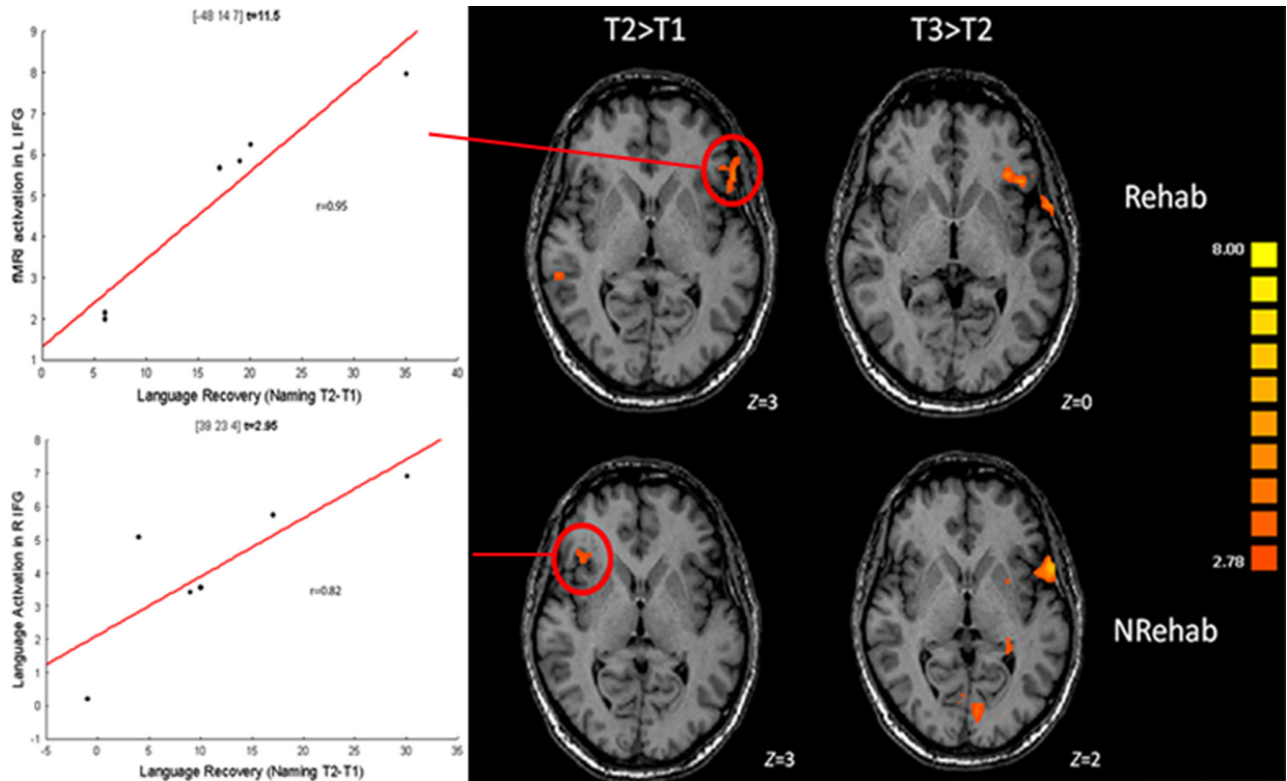 [-48 14 7] t=11.5
9
8
7
6
5
4
3
2
1
fMRI activation in L IFG
r=0.95
0 5 10 15 20 25 30 35 40
Language Recovery (Naming T2-T1)
[39 23 4] t=2.95
8
7
6
5
4
3
2
1
0
-1
Language Activation in R IFG
r=0.82
-5 0 5 10 15 20 25 30 35
Language Recovery (Naming T2-T1)
T2>T1 T3>T2
Rehab
Z=3 Z=0
8.00
2.78
NRehab
Z=3 Z=2